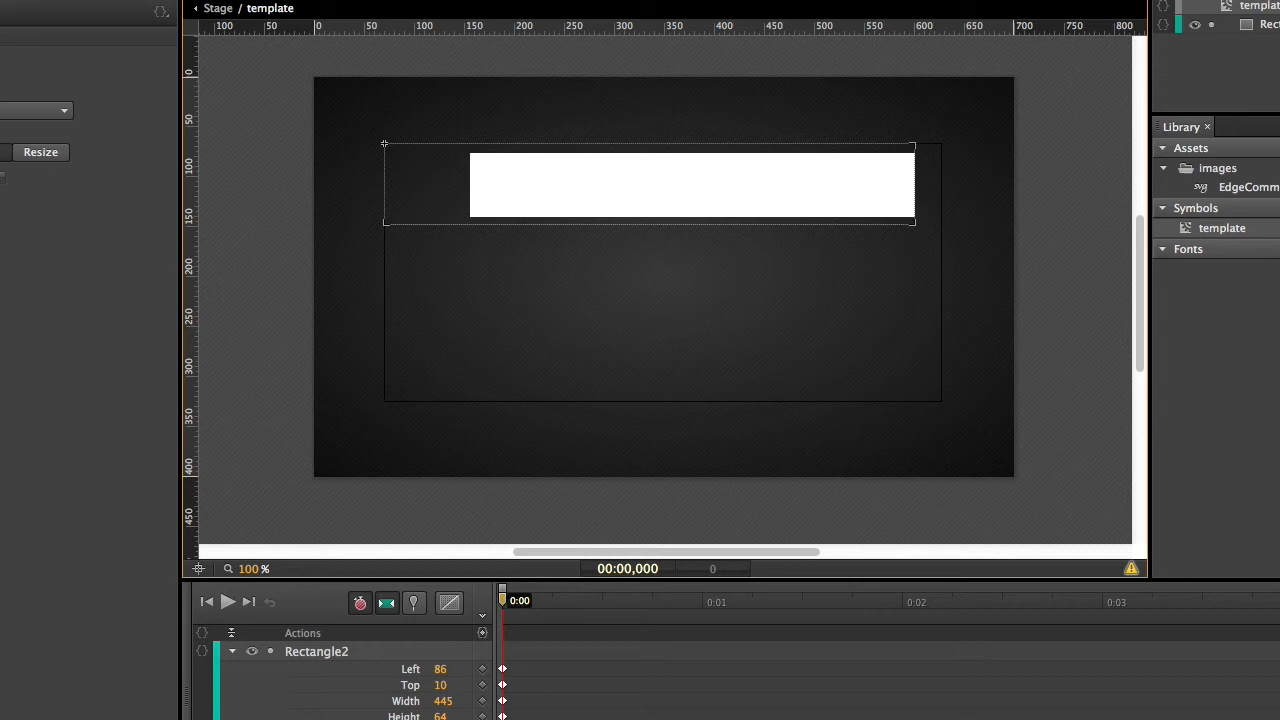 Stage / template
100 50 0 50 100 150 200 250 300 350 400 450 500 550 600 650 700 750 800
0
50
100
150
200
250
300
350
400
450
Resize
templat
Rec
Library ×
Assets
images
svg EdgeComm
Symbols
template
Fonts
100 %
00:00,000
0
0:00
0:01
0:02
0:03
Actions
Rectangle2
Left 86
Top 10
Width 445
Height 64